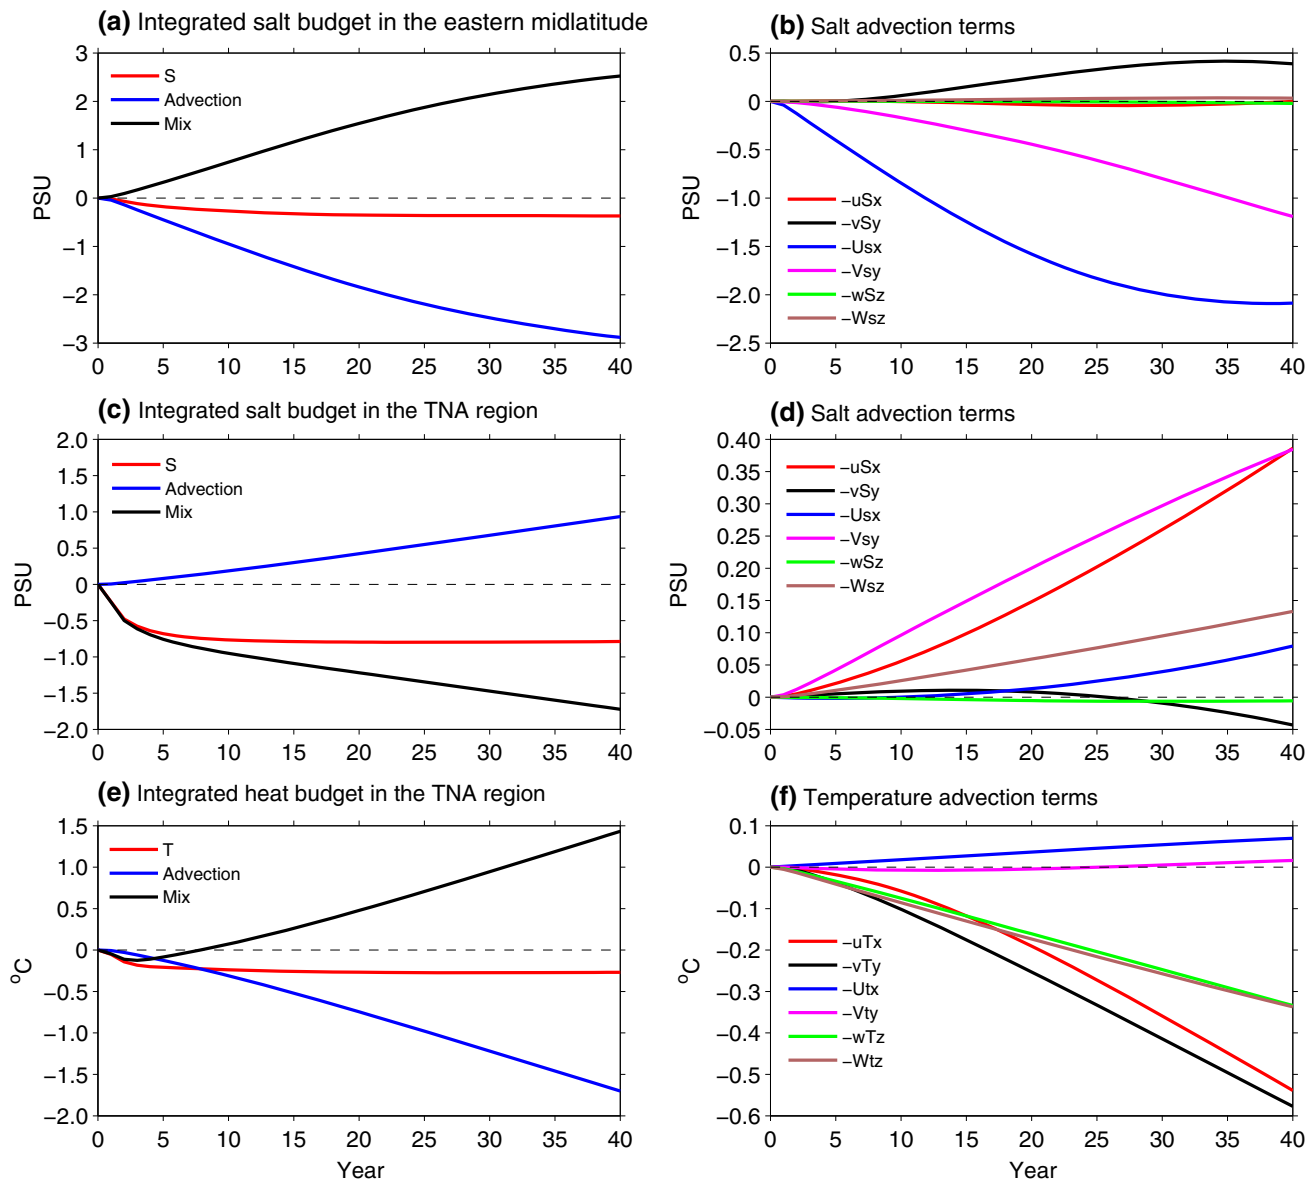 (a) Integrated salt budget in the eastern midlatitude
3
2
1
0
−1
−2
−3
PSU
S
Advection
Mix
0 5 10 15 20 25 30 35 40
(b) Salt advection terms
0.5
0
−0.5
−1.0
−1.5
−2.0
−2.5
PSU
−uSx
−vSy
−Usx
−Vsy
−wSz
−Wsz
0 5 10 15 20 25 30 35 40
(c) Integrated salt budget in the TNA region
2.0
1.0
0.5
0
−0.5
−1.0
−1.5
−2.0
PSU
S
Advection
Mix
0 5 10 15 20 25 30 35 40
(d) Salt advection terms
0.40
0.35
0.30
0.25
0.20
0.15
0.10
0.05
0
−0.05
PSU
−uSx
−vSy
−Usx
−Vsy
−wSz
−Wsz
0 5 10 15 20 25 30 35 40
(e) Integrated heat budget in the TNA region
1.5
1.0
0.5
0
−0.5
−1.0
−1.5
−2.0
°C
T
Advection
Mix
0 5 10 15 20 25 30 35 40
Year
(f) Temperature advection terms
0.1
0
−0.1
−0.2
−0.3
−0.4
−0.5
−0.6
°C
−uTx
−vTy
−Utx
−Vty
−wTz
−Wtz
0 5 10 15 20 25 30 35 40
Year